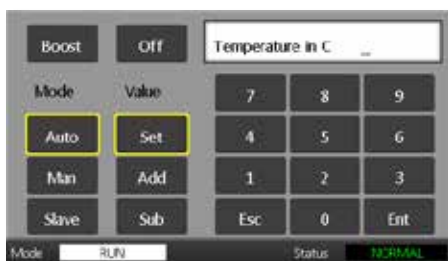 Boost Off Temperature in C _
Mode Value 7 8 9
Auto Set 4 5 6
Man Add 1 2 3
Slave Sub Esc 0 Ent
Mode RUN Status NORMAL